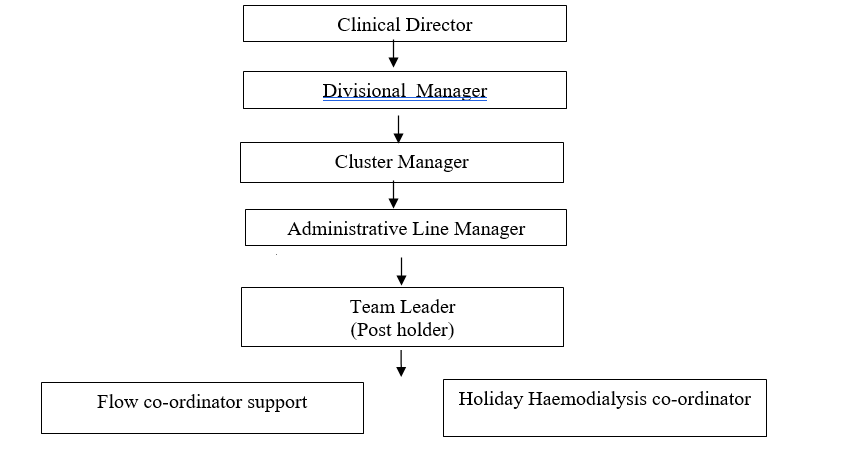 Clinical Director
Divisional  Manager
Cluster Manager
Administrative Line Manager
Team Leader
(Post holder)
Flow co-ordinator support
Holiday Haemodialysis co-ordinator